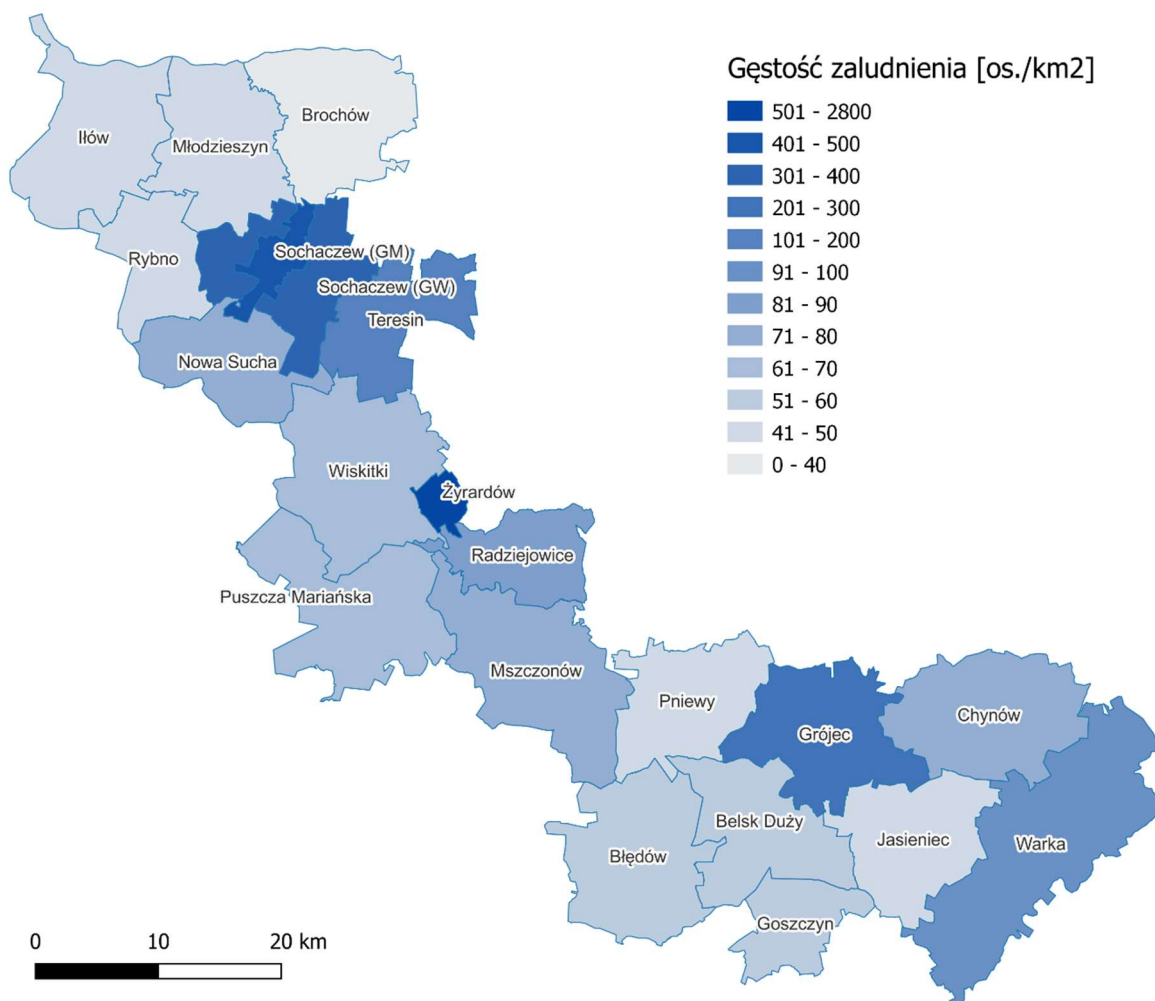 Gęstość zaludnienia [os./km2]
501 - 2800
401 - 500
301 - 400
201 - 300
101 - 200
91 - 100
81 - 90
71 - 80
61 - 70
51 - 60
41 - 50
0 - 40
Brochów
Iłów
Młodzieszyn
Rybno
Sochaczew (GM)
Sochaczew (GW)
Teresin
Nowa Sucha
Wiskitki
Żyrardów
Radziejowice
Puszcza Mariańska
Mszczonów
Pniewy
Grójec
Chynów
Belsk Duży
Jasieniec
Warka
Błędów
Goszczyn
0 10 20 km